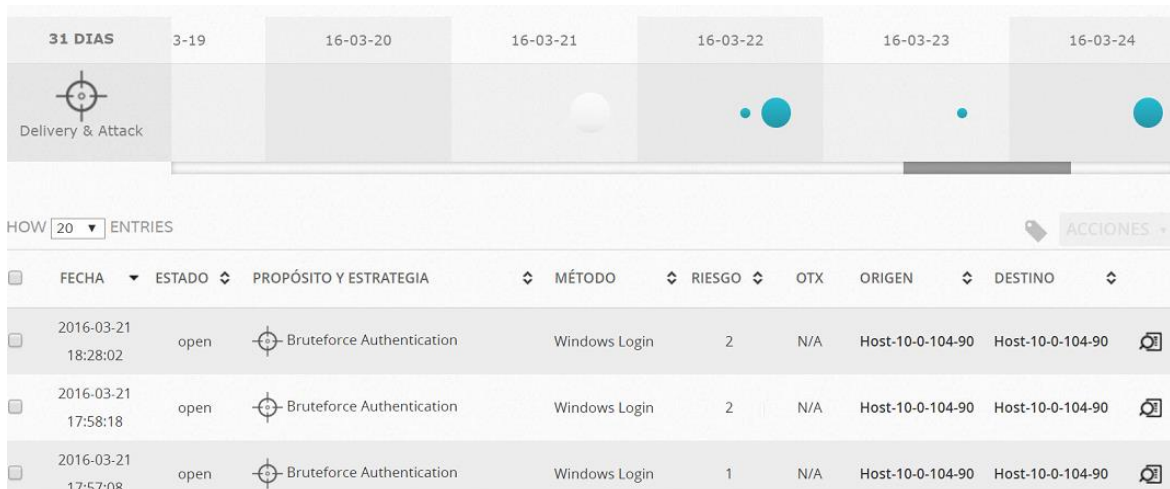 31 DIAS 3-19 16-03-20 16-03-21 16-03-22 16-03-23 16-03-24
Delivery & Attack
HOW 20 ENTRIES ACCIONES
FECHA ESTADO PROPÓSITO Y ESTRATEGIA MÉTODO RIESGO OTX ORIGEN DESTINO
2016-03-21
18:28:02
open Bruteforce Authentication Windows Login 2 N/A Host-10-0-104-90 Host-10-0-104-90
2016-03-21
17:58:18
open Bruteforce Authentication Windows Login 2 N/A Host-10-0-104-90 Host-10-0-104-90
2016-03-21
17:57:08
open Bruteforce Authentication Windows Login 1 N/A Host-10-0-104-90 Host-10-0-104-90